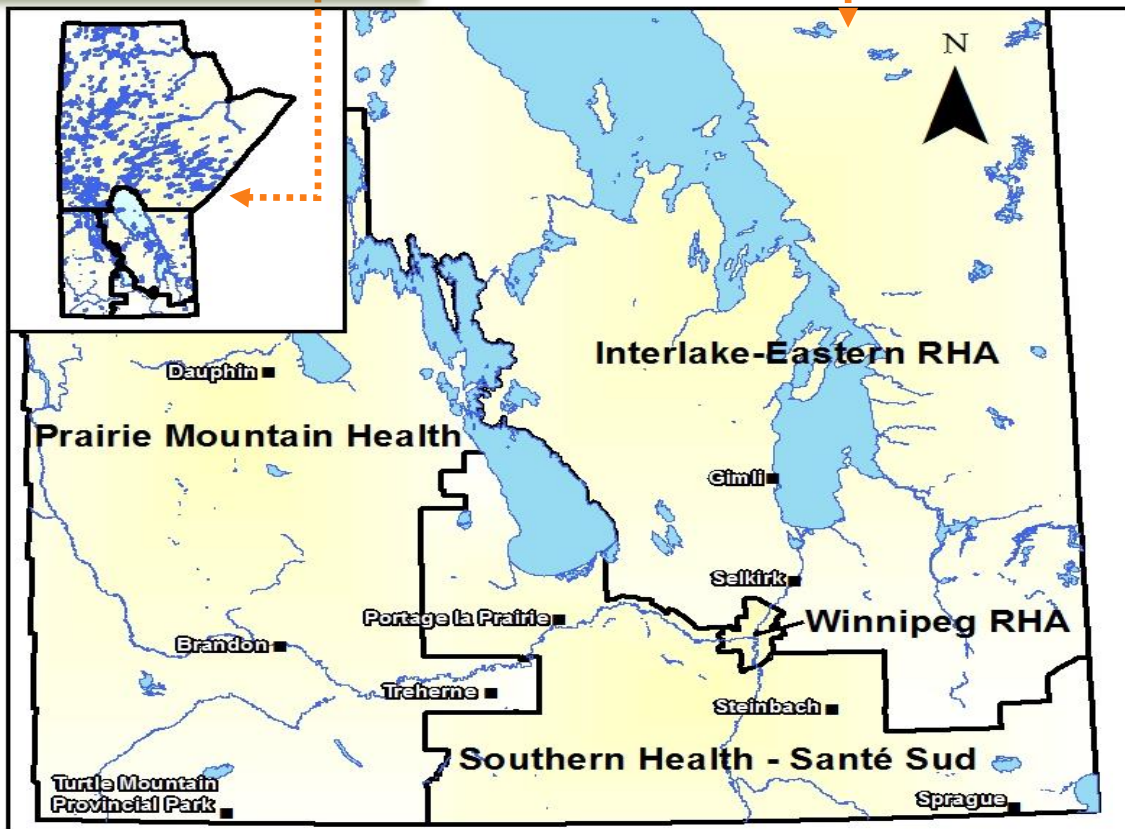 N
Interlake-Eastern RHA
Dauphin
Prairie Mountain Health
Gimli
Selkirk
Portage la Prairie
Winnipeg RHA
Brandon
Treherne
Steinbach
Southern Health - Santé Sud
Turtle Mountain
Provincial Park
Sprague